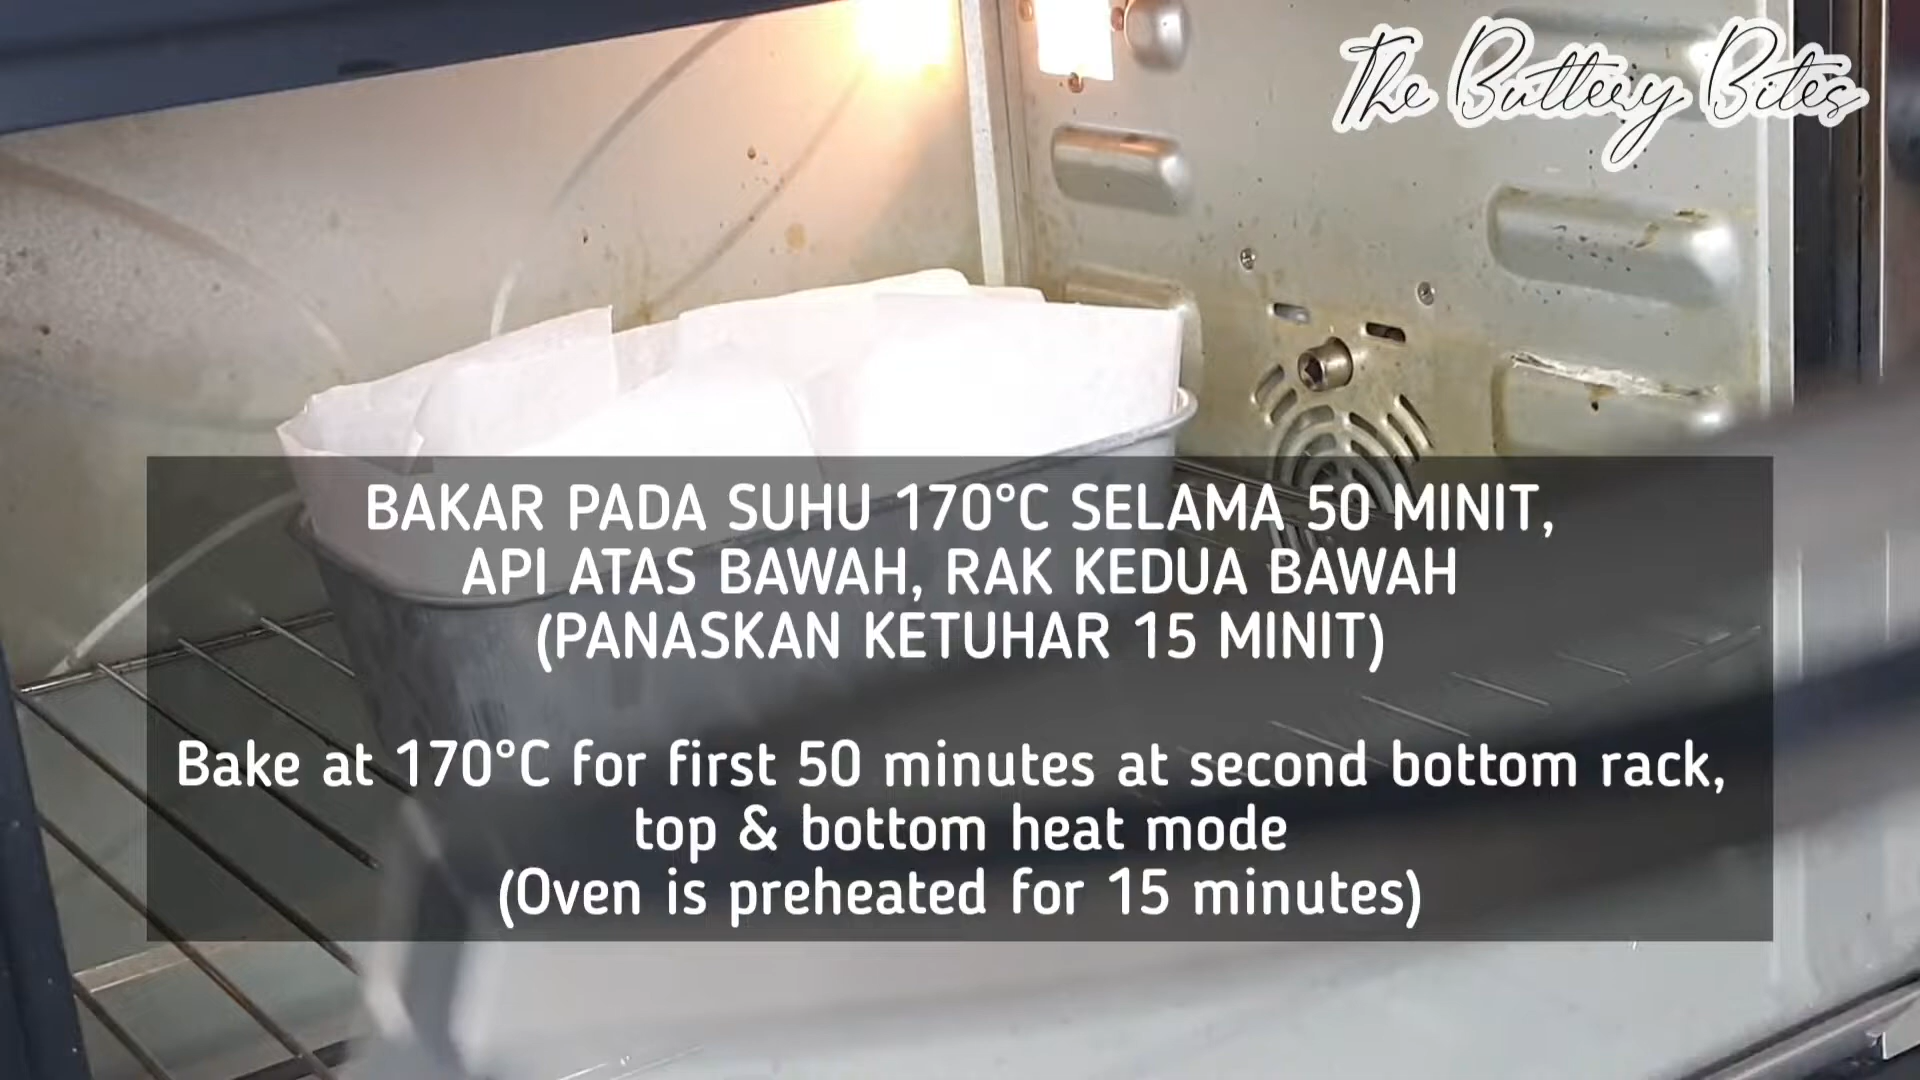 The Buttery Bites
BAKAR PADA SUHU 170°C SELAMA 50 MINIT,
API ATAS BAWAH, RAK KEDUA BAWAH
(PANASKAN KETUHAR 15 MINIT)
Bake at 170°C for first 50 minutes at second bottom rack,
top & bottom heat mode
(Oven is preheated for 15 minutes)